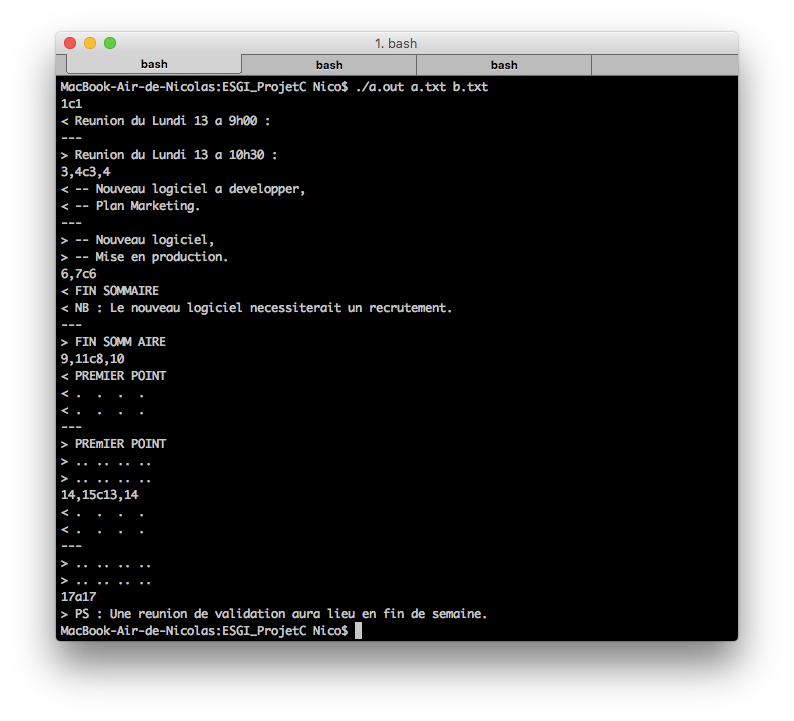 1. bash
bash bash bash
MacBook-Air-de-Nicolas:ESGI_ProjetC Nico$ ./a.out a.txt b.txt
1c1
< Reunion du Lundi 13 a 9h00 :
---
> Reunion du Lundi 13 a 10h30 :
3,4c3,4
< -- Nouveau logiciel a developper,
< -- Plan Marketing.
---
> -- Nouveau logiciel,
> -- Mise en production.
6,7c6
< FIN SOMMAIRE
< NB : Le nouveau logiciel necessiterait un recrutement.
---
> FIN SOMM AIRE
9,11c8,10
< PREMIER POINT
< .  .  .  .
< .  .  .  .
---
> PREmIER POINT
> .. .. .. ..
> .. .. .. ..
14,15c13,14
< .  .  .  .
< .  .  .  .
---
> .. .. .. ..
> .. .. .. ..
17a17
> PS : Une reunion de validation aura lieu en fin de semaine.
MacBook-Air-de-Nicolas:ESGI_ProjetC Nico$